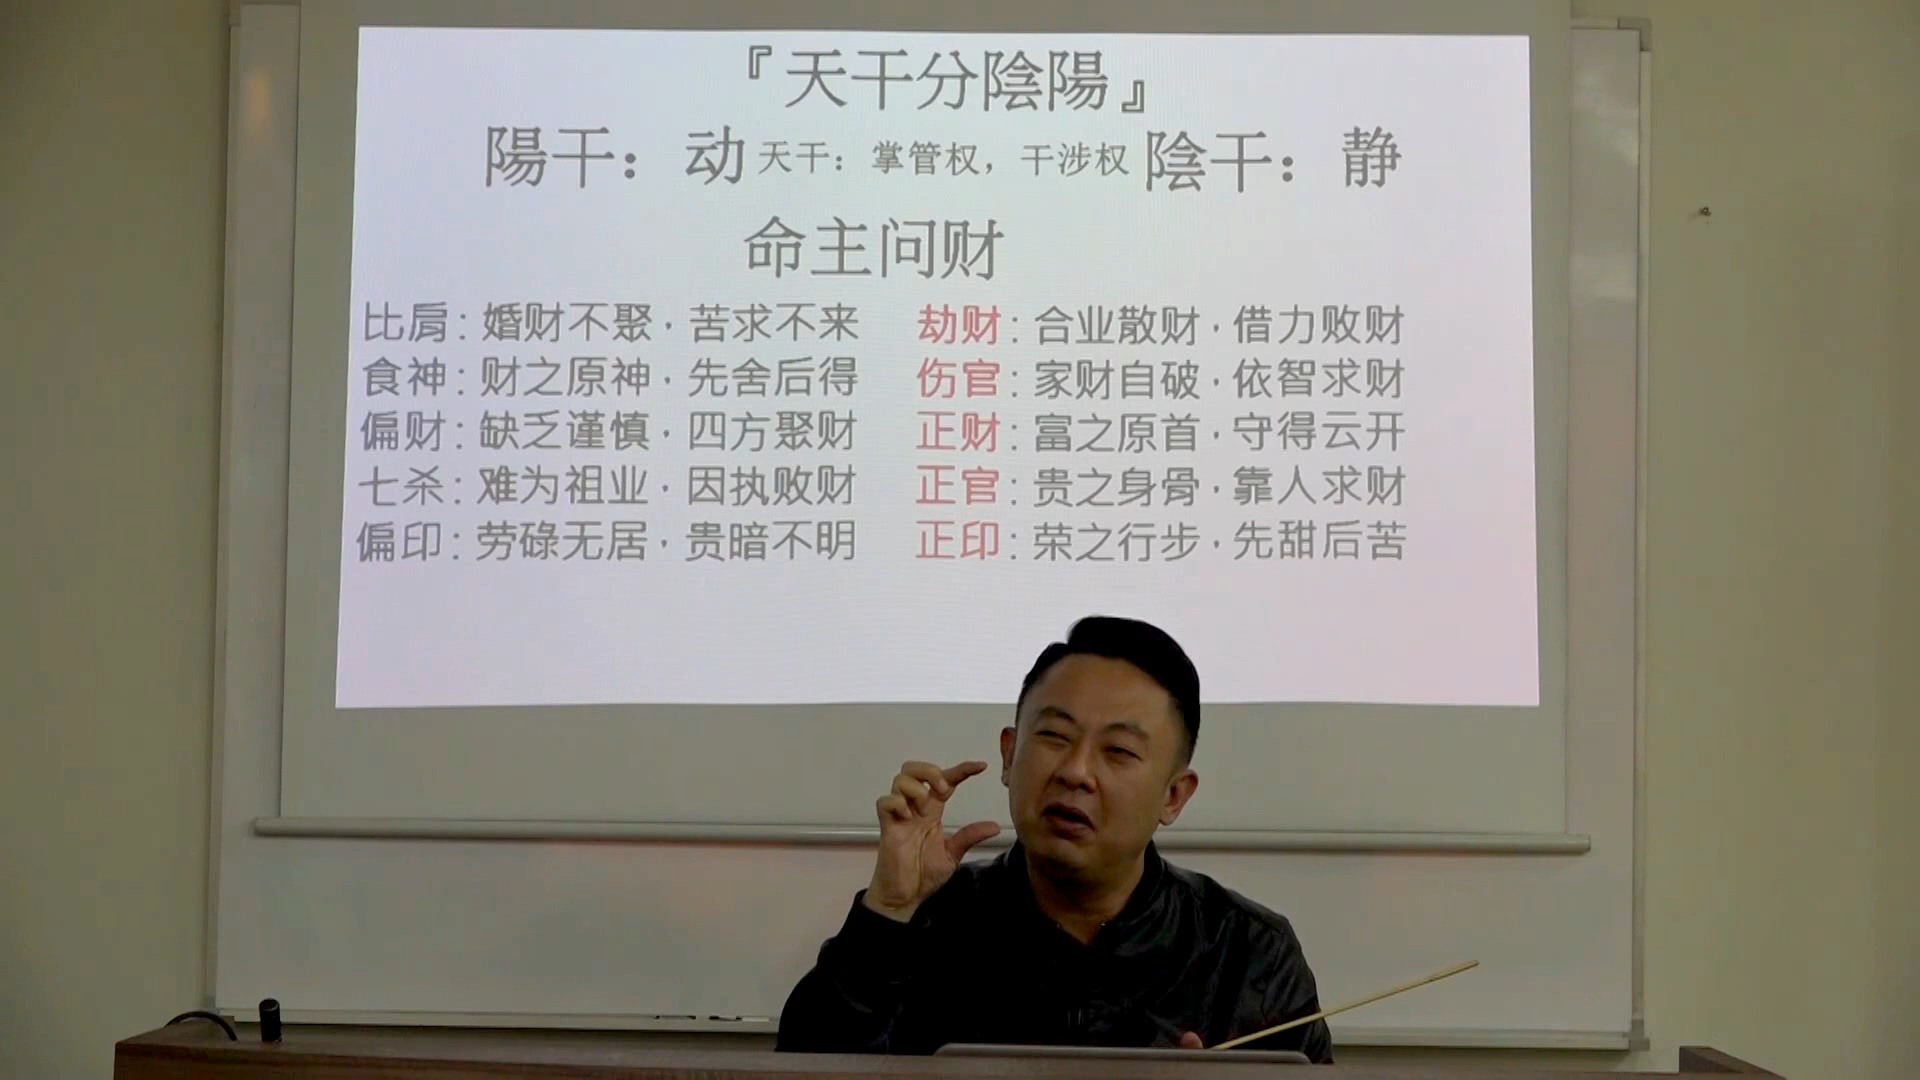 『天干分陰陽』
陽干：动 天干：掌管权，干涉权 陰干：静
命主问财
比肩：婚财不聚·苦求不来 劫财：合业散财·借力败财
食神：财之原神·先舍后得 伤官：家财自破·依智求财
偏财：缺乏谨慎·四方聚财 正财：富之原首·守得云开
七杀：难为祖业·因执败财 正官：贵之身骨·靠人求财
偏印：劳碌无居·贵暗不明 正印：荣之行步·先甜后苦